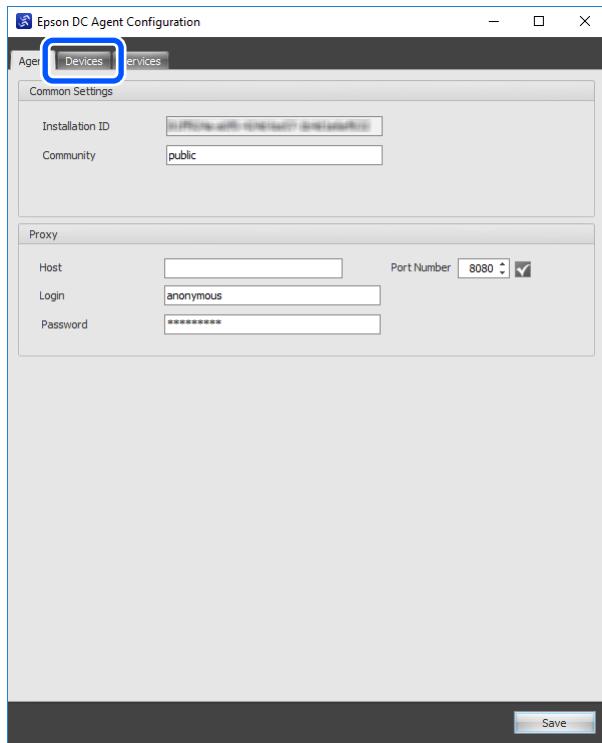 Epson DC Agent Configuration
Devices
Common Settings
Installation ID
Community public
Proxy
Host Port Number 8080
Login anonymous
Password *********
Save